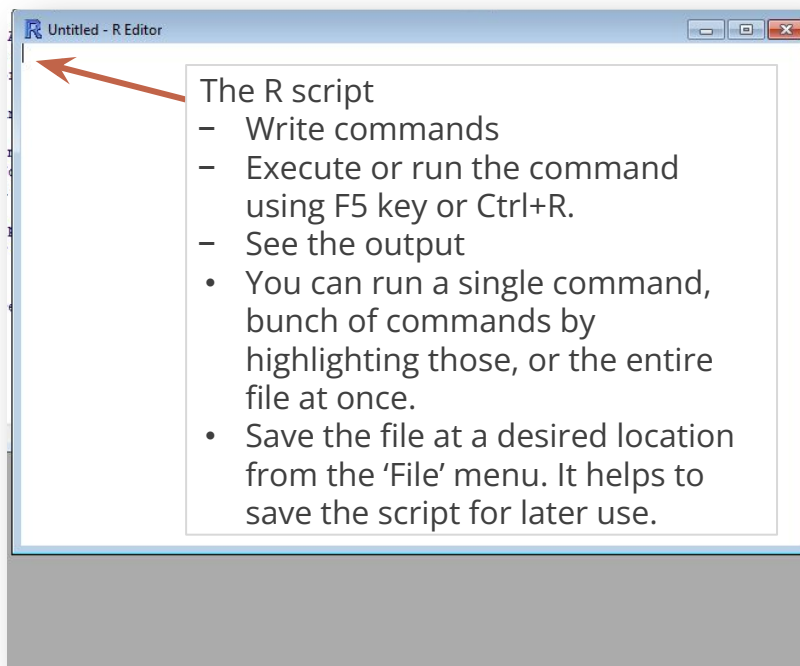 Untitled - R Editor
The R script
− Write commands
− Execute or run the command
using F5 key or Ctrl+R.
− See the output
• You can run a single command,
bunch of commands by
highlighting those, or the entire
file at once.
• Save the file at a desired location
from the ‘File’ menu. It helps to
save the script for later use.